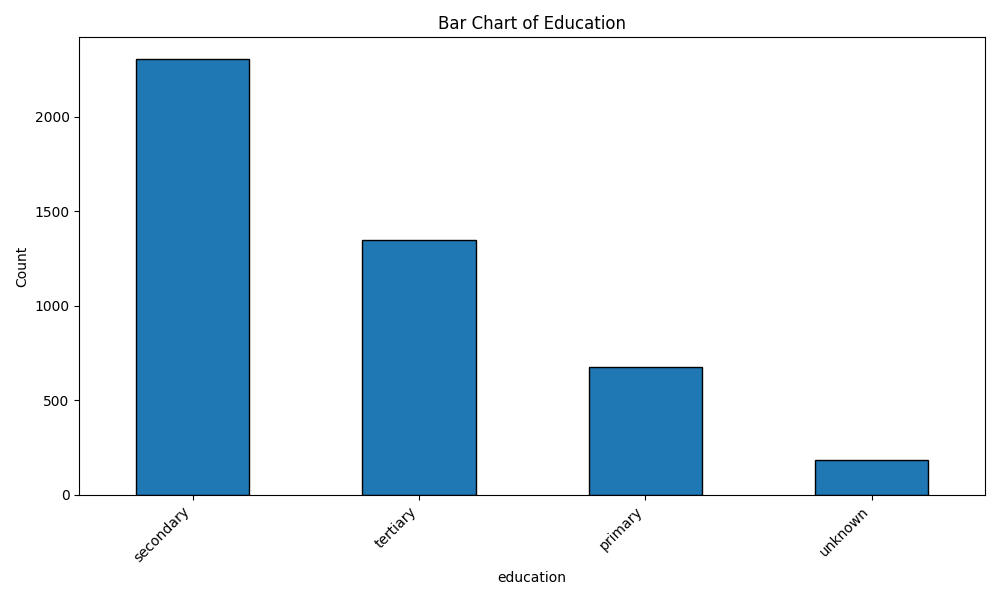 Bar Chart of Education
Count
2000
1500
1000
500
0
secondary
tertiary
primary
unknown
education